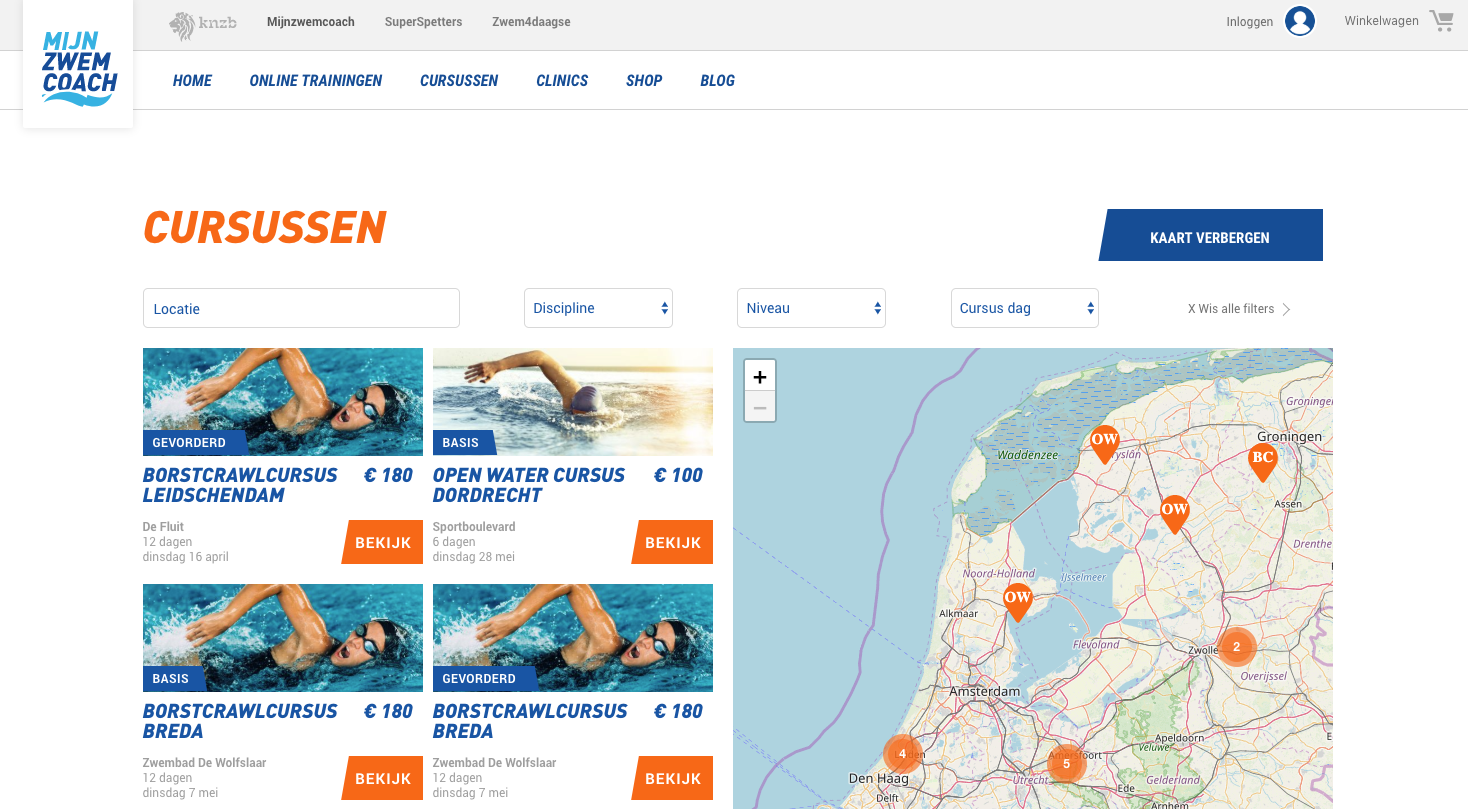 knzb
Mijnzwemcoach
SuperSpetters
Zwem4daagse
Inloggen
Winkelwagen
MIJN
ZWEM
COACH
HOME
ONLINE TRAININGEN
CURSUSSEN
CLINICS
SHOP
BLOG
CURSUSSEN
KAART VERBERGEN
Locatie
Discipline
Niveau
Cursus dag
X Wis alle filters
GEVORDERD
BORSTCRAWLCURSUS € 180
LEIDSCHENDAM
De Fluit
12 dagen
dinsdag 16 april
BEKIJK
BASIS
OPEN WATER CURSUS € 100
DORDRECHT
Sportboulevard
6 dagen
dinsdag 28 mei
BEKIJK
BASIS
BORSTCRAWLCURSUS € 180
BREDA
Zwembad De Wolfslaar
12 dagen
dinsdag 7 mei
BEKIJK
GEVORDERD
BORSTCRAWLCURSUS € 180
BREDA
Zwembad De Wolfslaar
12 dagen
dinsdag 7 mei
BEKIJK
+
−
Groningen
Groningen
OW
Waddenzee
BC
Assen
OW
Drenthe
Noord-Holland
IJsselmeer
OW
Alkmaar
Flevoland
Zwolle
2
Overijssel
Amsterdam
Apeldoorn
Veluwe
4
5
Den Haag
Utrecht
Gelderland
Ede
Delft
Arnhem